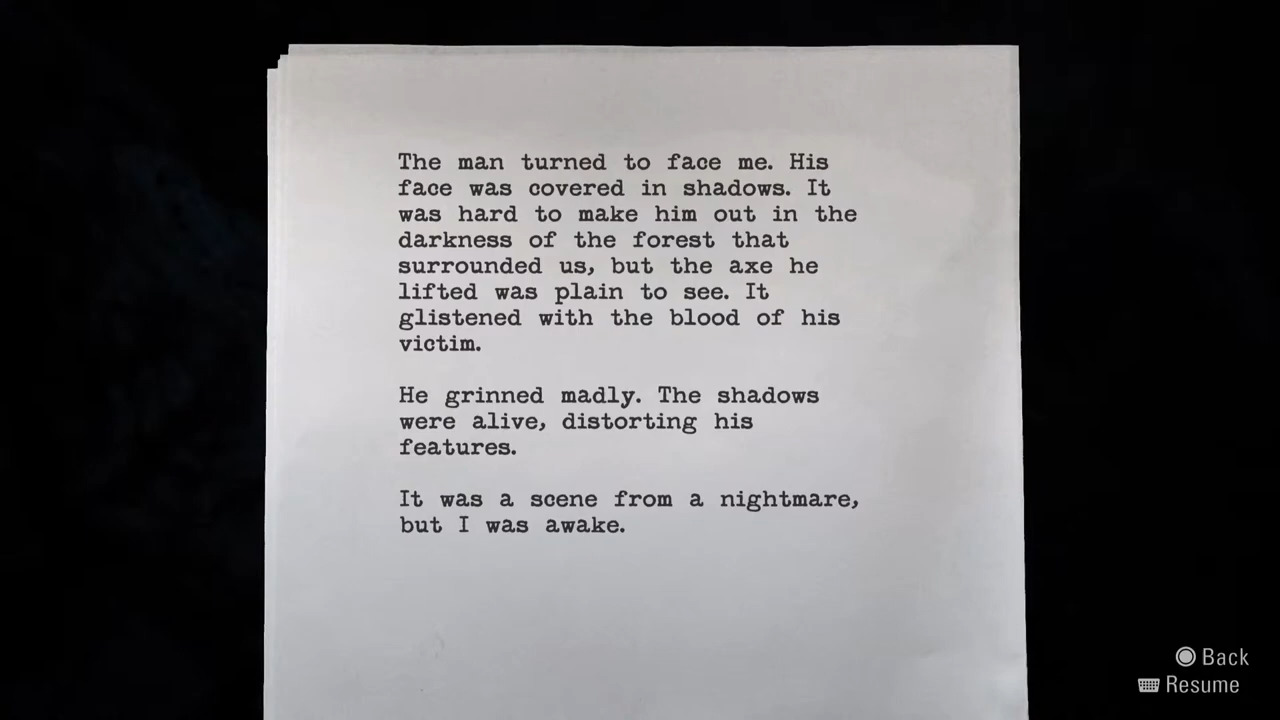 The man turned to face me. His
face was covered in shadows. It
was hard to make him out in the
darkness of the forest that
surrounded us, but the axe he
lifted was plain to see. It
glistened with the blood of his
victim.
He grinned madly. The shadows
were alive, distorting his
features.
It was a scene from a nightmare,
but I was awake.
Back
Resume